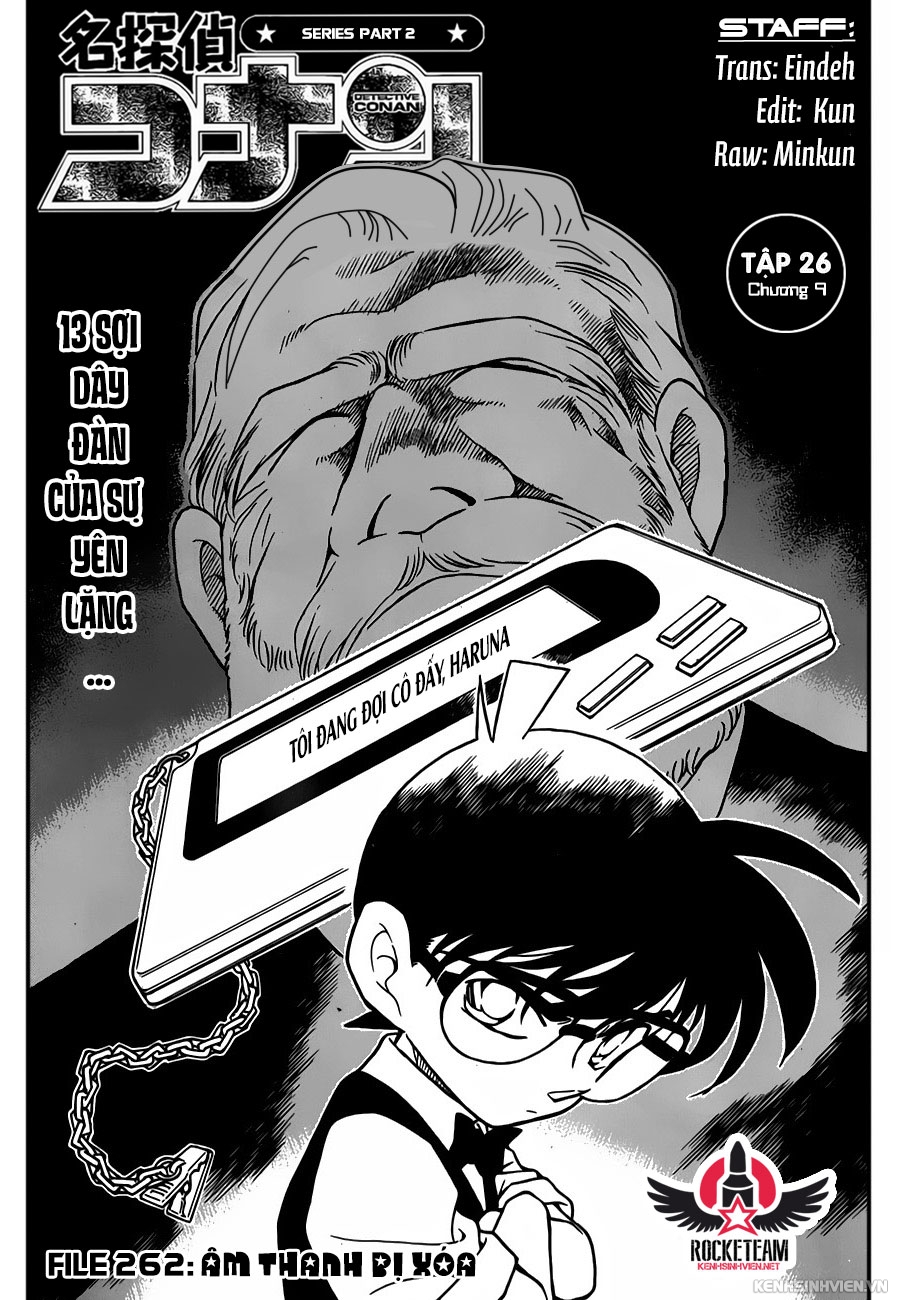 名探偵
SERIES PART 2
コナン
DETECTIVE
CONAN
STAFF:
Trans: Eindeh
Edit: Kun
Raw: Minkun
TẬP 26
Chương 9
13 SỢI
DÂY
ĐÀN
CỦA SỰ
YÊN
LẶNG
...
TÔI ĐANG ĐỢI CÔ ĐẤY, HARUNA
FILE 262: ÂM THANH BỊ XÓA
ROCKETEAM
KENHSINHVIEN.NET
KENHSINHVIEN.VN